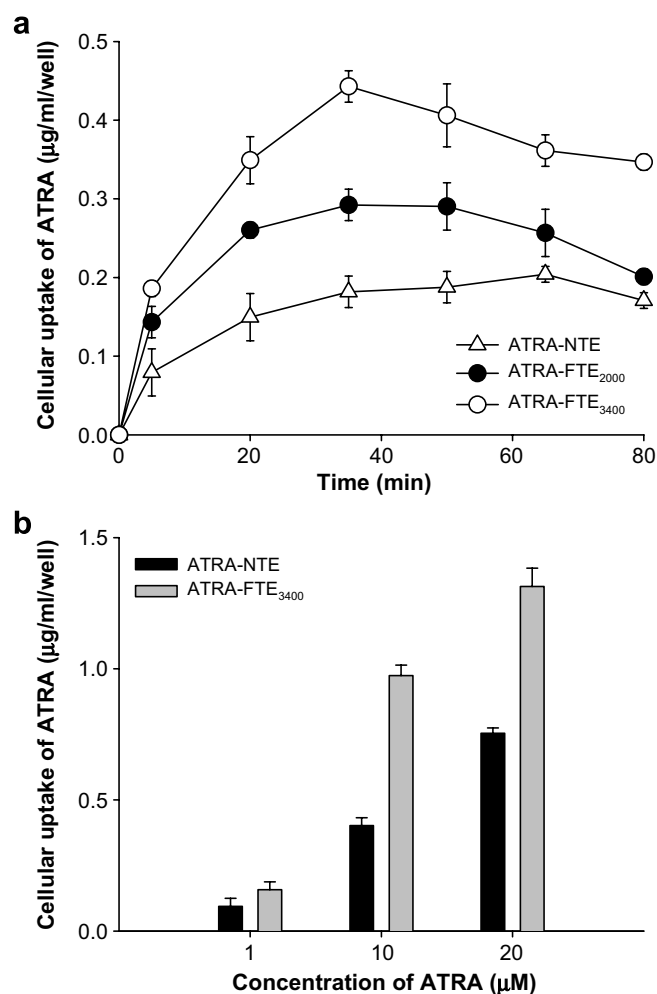 a
Cellular uptake of ATRA (μg/ml/well)
0.5
0.4
0.3
0.2
0.1
0.0
ATRA-NTE
ATRA-FTE2000
ATRA-FTE3400
0 20 40 60 80
Time (min)
b
Cellular uptake of ATRA (μg/ml/well)
1.5
1.0
0.5
0.0
ATRA-NTE
ATRA-FTE3400
1 10 20
Concentration of ATRA (μM)